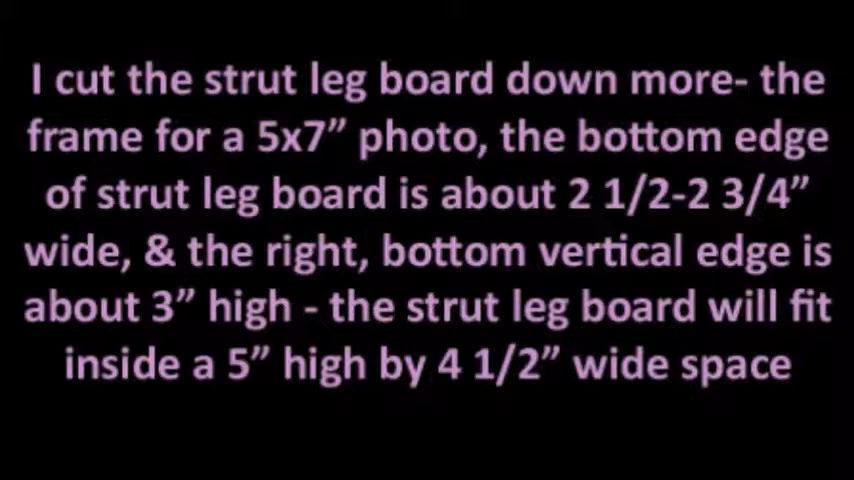 I cut the strut leg board down more- the
frame for a 5x7” photo, the bottom edge
of strut leg board is about 2 1/2-2 3/4”
wide, & the right, bottom vertical edge is
about 3” high - the strut leg board will fit
inside a 5” high by 4 1/2” wide space